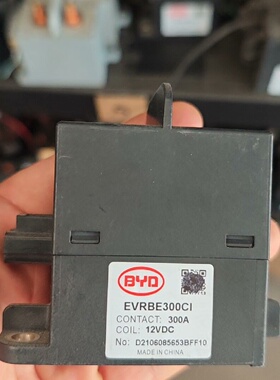 BYD
EVRBE300CI
CONTACT: 300A
COIL: 12VDC
No: D2106085653BFF10
MADE IN CHINA